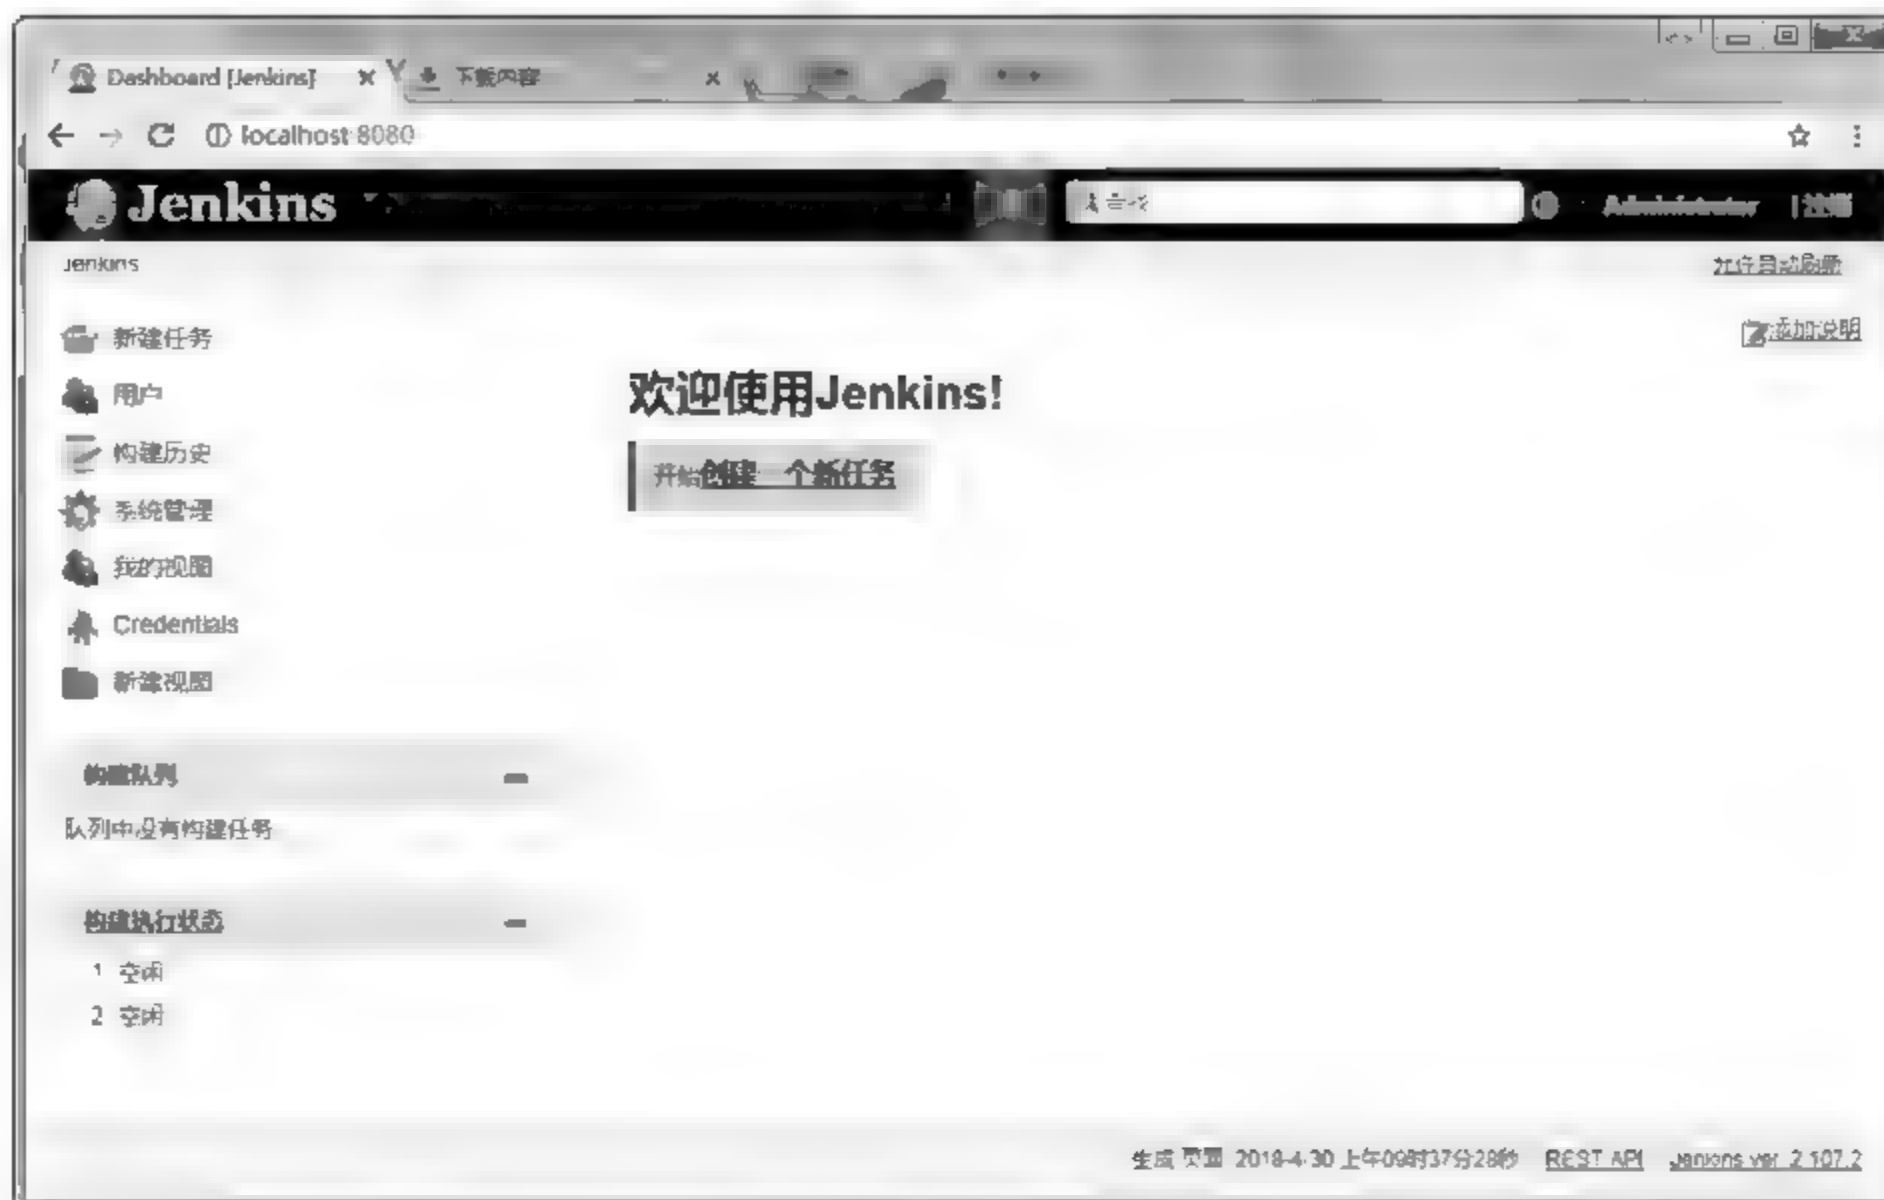 Dashboard [Jenkins] 下载内容
localhost:8080
Jenkins Administrator | 注销
Jenkins 允许自动刷新
新建任务 添加说明
用户
欢迎使用Jenkins!
构建历史
开始创建一个新任务
系统管理
我的视图
Credentials
新建视图
构建队列
队列中没有构建任务
构建执行状态
1 空闲
2 空闲
生成页面 2018-4-30 上午09时37分28秒 REST API Jenkins ver. 2.107.2